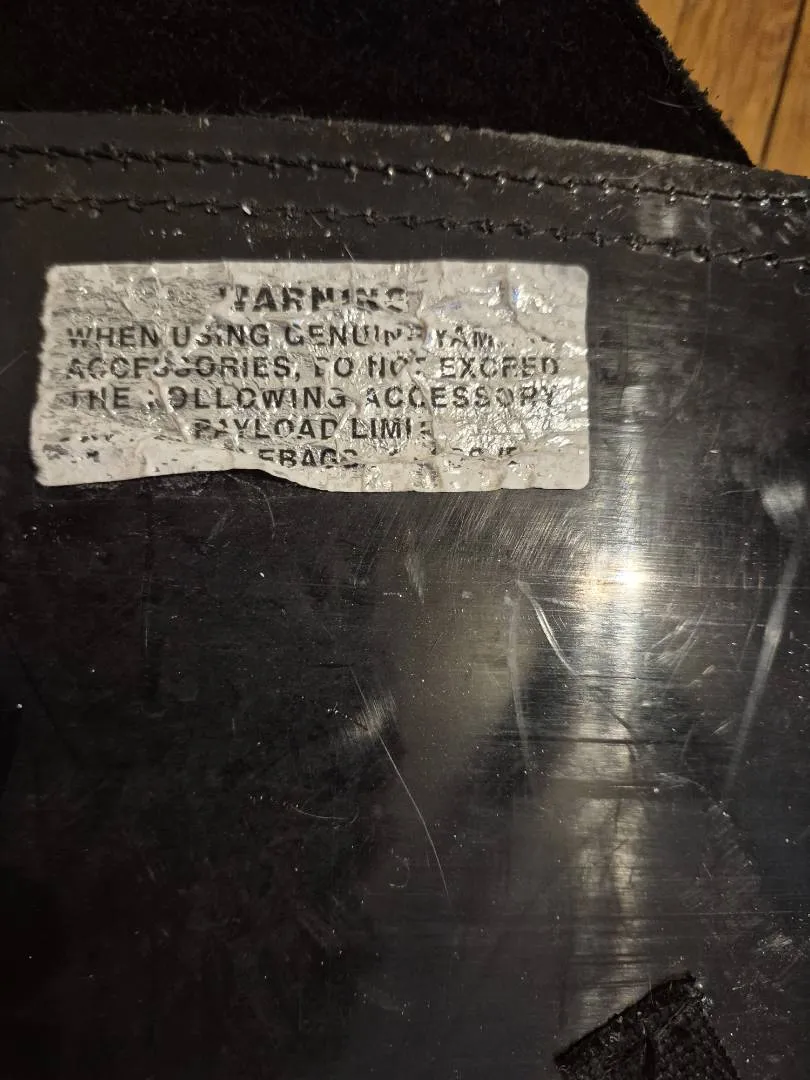 WARNING
WHEN USING GENUINE
ACCESSORIES, DO NOT EXCEED
THE FOLLOWING ACCESSORY
PAYLOAD LIMIT